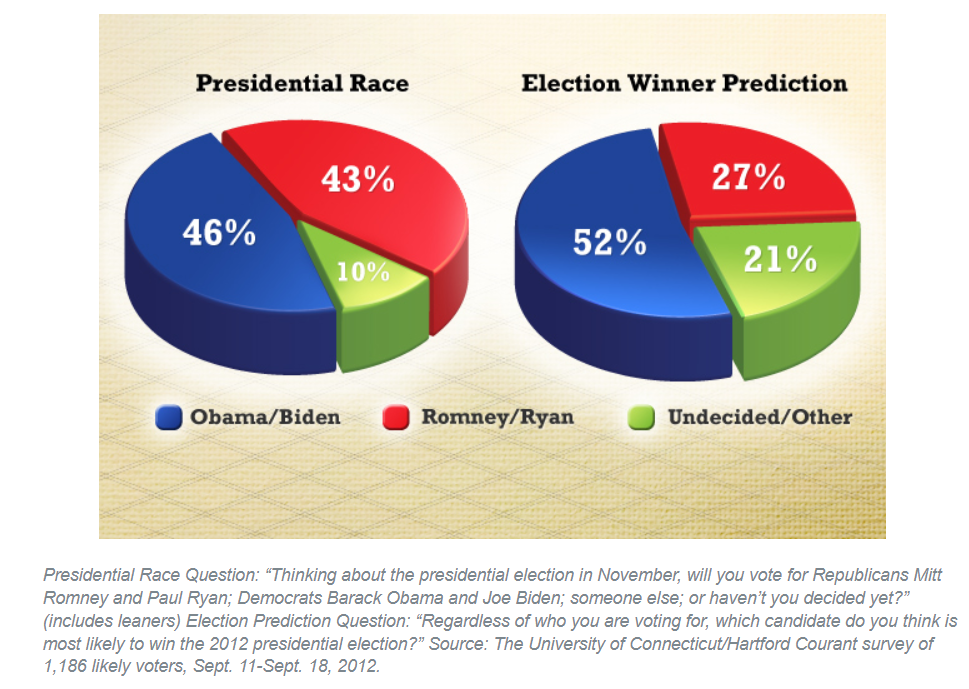 Presidential Race
Election Winner Prediction
43%
46%
10%
27%
52%
21%
Obama/Biden
Romney/Ryan
Undecided/Other
Presidential Race Question: “Thinking about the presidential election in November, will you vote for Republicans Mitt
Romney and Paul Ryan; Democrats Barack Obama and Joe Biden; someone else; or haven’t you decided yet?”
(includes leaners) Election Prediction Question: “Regardless of who you are voting for, which candidate do you think is
most likely to win the 2012 presidential election?” Source: The University of Connecticut/Hartford Courant survey of
1,186 likely voters, Sept. 11-Sept. 18, 2012.